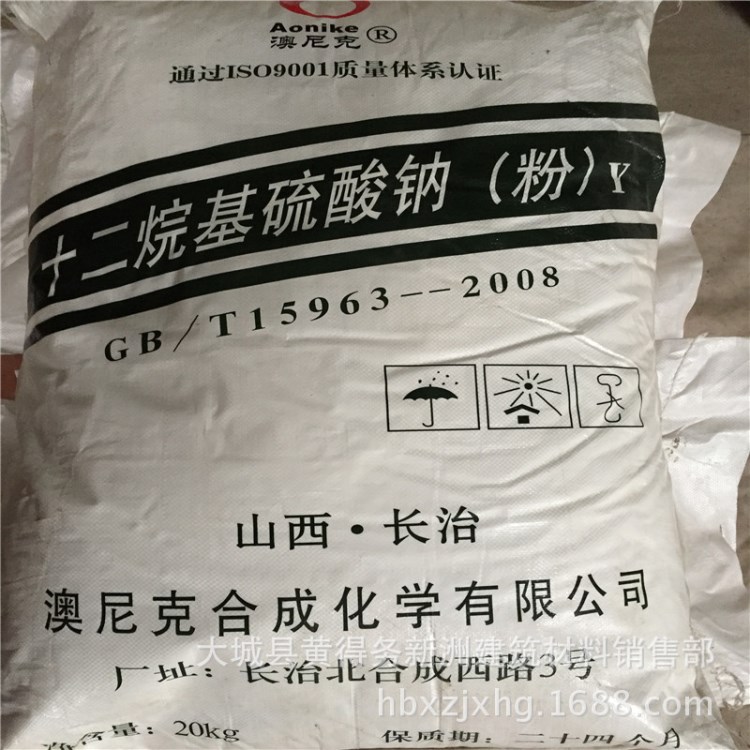 Aonike
澳尼克®
通过ISO9001质量体系认证
十二烷基硫酸钠（粉）Y
GB/T15963--2008
山西·长治
澳尼克合成化学有限公司
大城县黄得务新洲建筑材料销售部
厂址：长治北合成西路3号
hbxzjxhg.1688.com
净含量：20kg 保质期：二十四个月